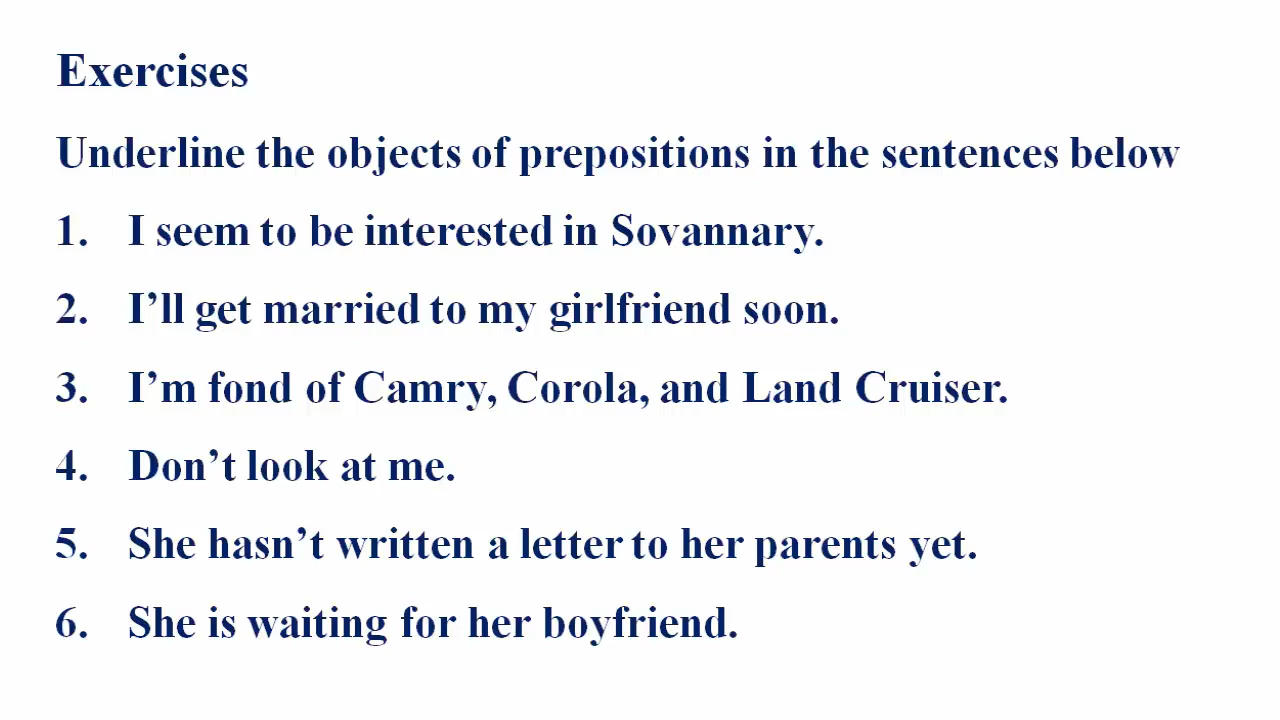 Exercises
Underline the objects of prepositions in the sentences below
1. I seem to be interested in Sovannary.
2. I’ll get married to my girlfriend soon.
3. I’m fond of Camry, Corola, and Land Cruiser.
4. Don’t look at me.
5. She hasn’t written a letter to her parents yet.
6. She is waiting for her boyfriend.